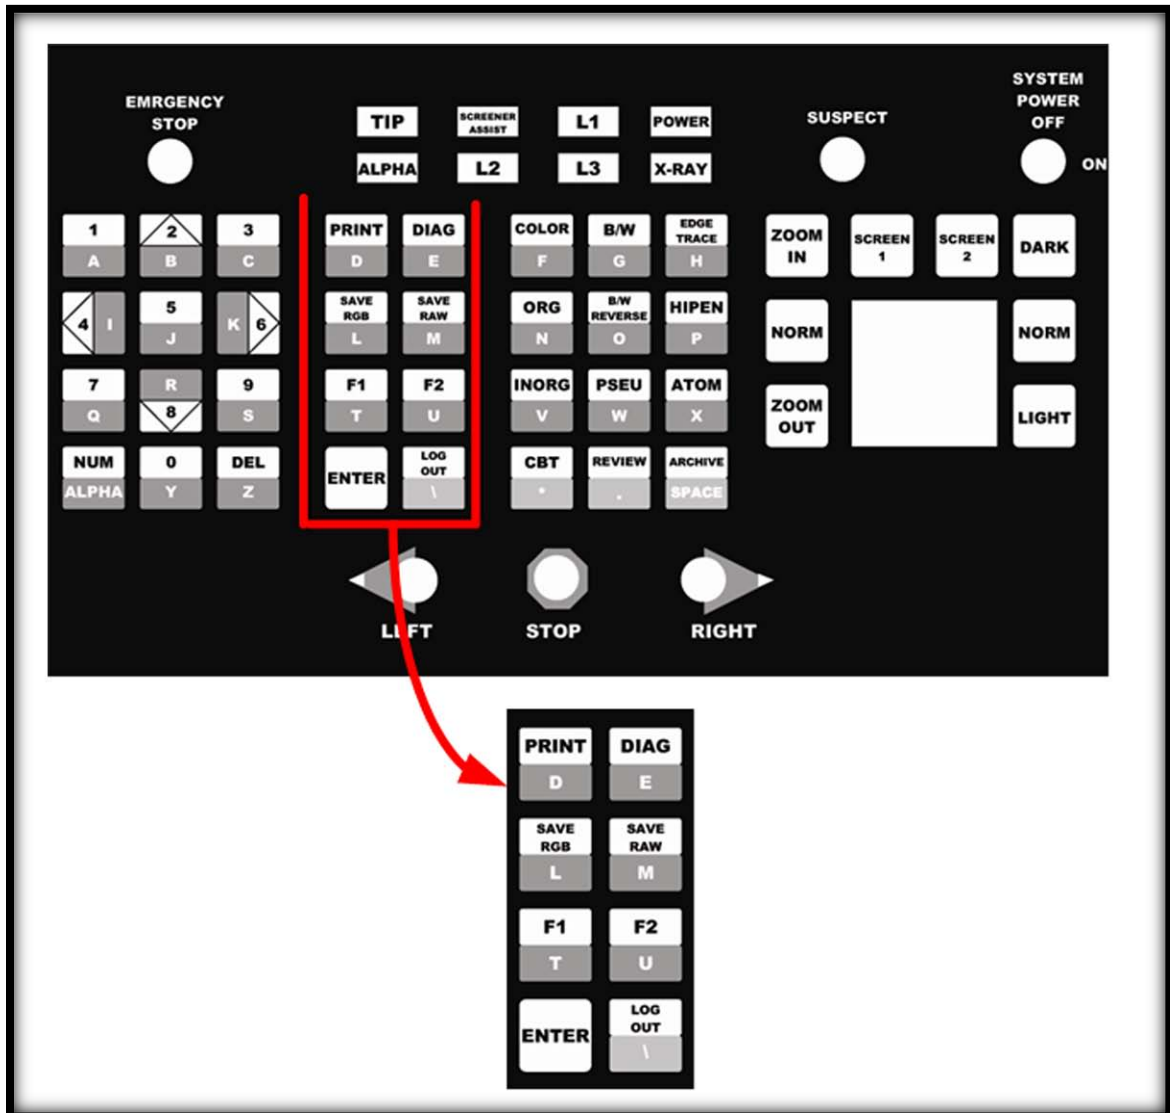 EMRGENCY
STOP
TIP
SCREENER
ASSIST
L1
POWER
ALPHA
L2
L3
X-RAY
SUSPECT
SYSTEM
POWER
OFF
ON
1
A
2
B
3
C
4
I
5
J
K
6
7
Q
R
8
9
S
NUM
ALPHA
0
Y
DEL
Z
PRINT
D
DIAG
E
SAVE
RGB
L
SAVE
RAW
M
F1
T
F2
U
ENTER
LOG
OUT
\
COLOR
F
B/W
G
EDGE
TRACE
H
ORG
N
B/W
REVERSE
O
HIPEN
P
INORG
V
PSEU
W
ATOM
X
CBT
*
REVIEW
.
ARCHIVE
SPACE
ZOOM
IN
SCREEN
1
SCREEN
2
DARK
NORM
NORM
ZOOM
OUT
LIGHT
LEFT
STOP
RIGHT
PRINT
D
DIAG
E
SAVE
RGB
L
SAVE
RAW
M
F1
T
F2
U
ENTER
LOG
OUT
\